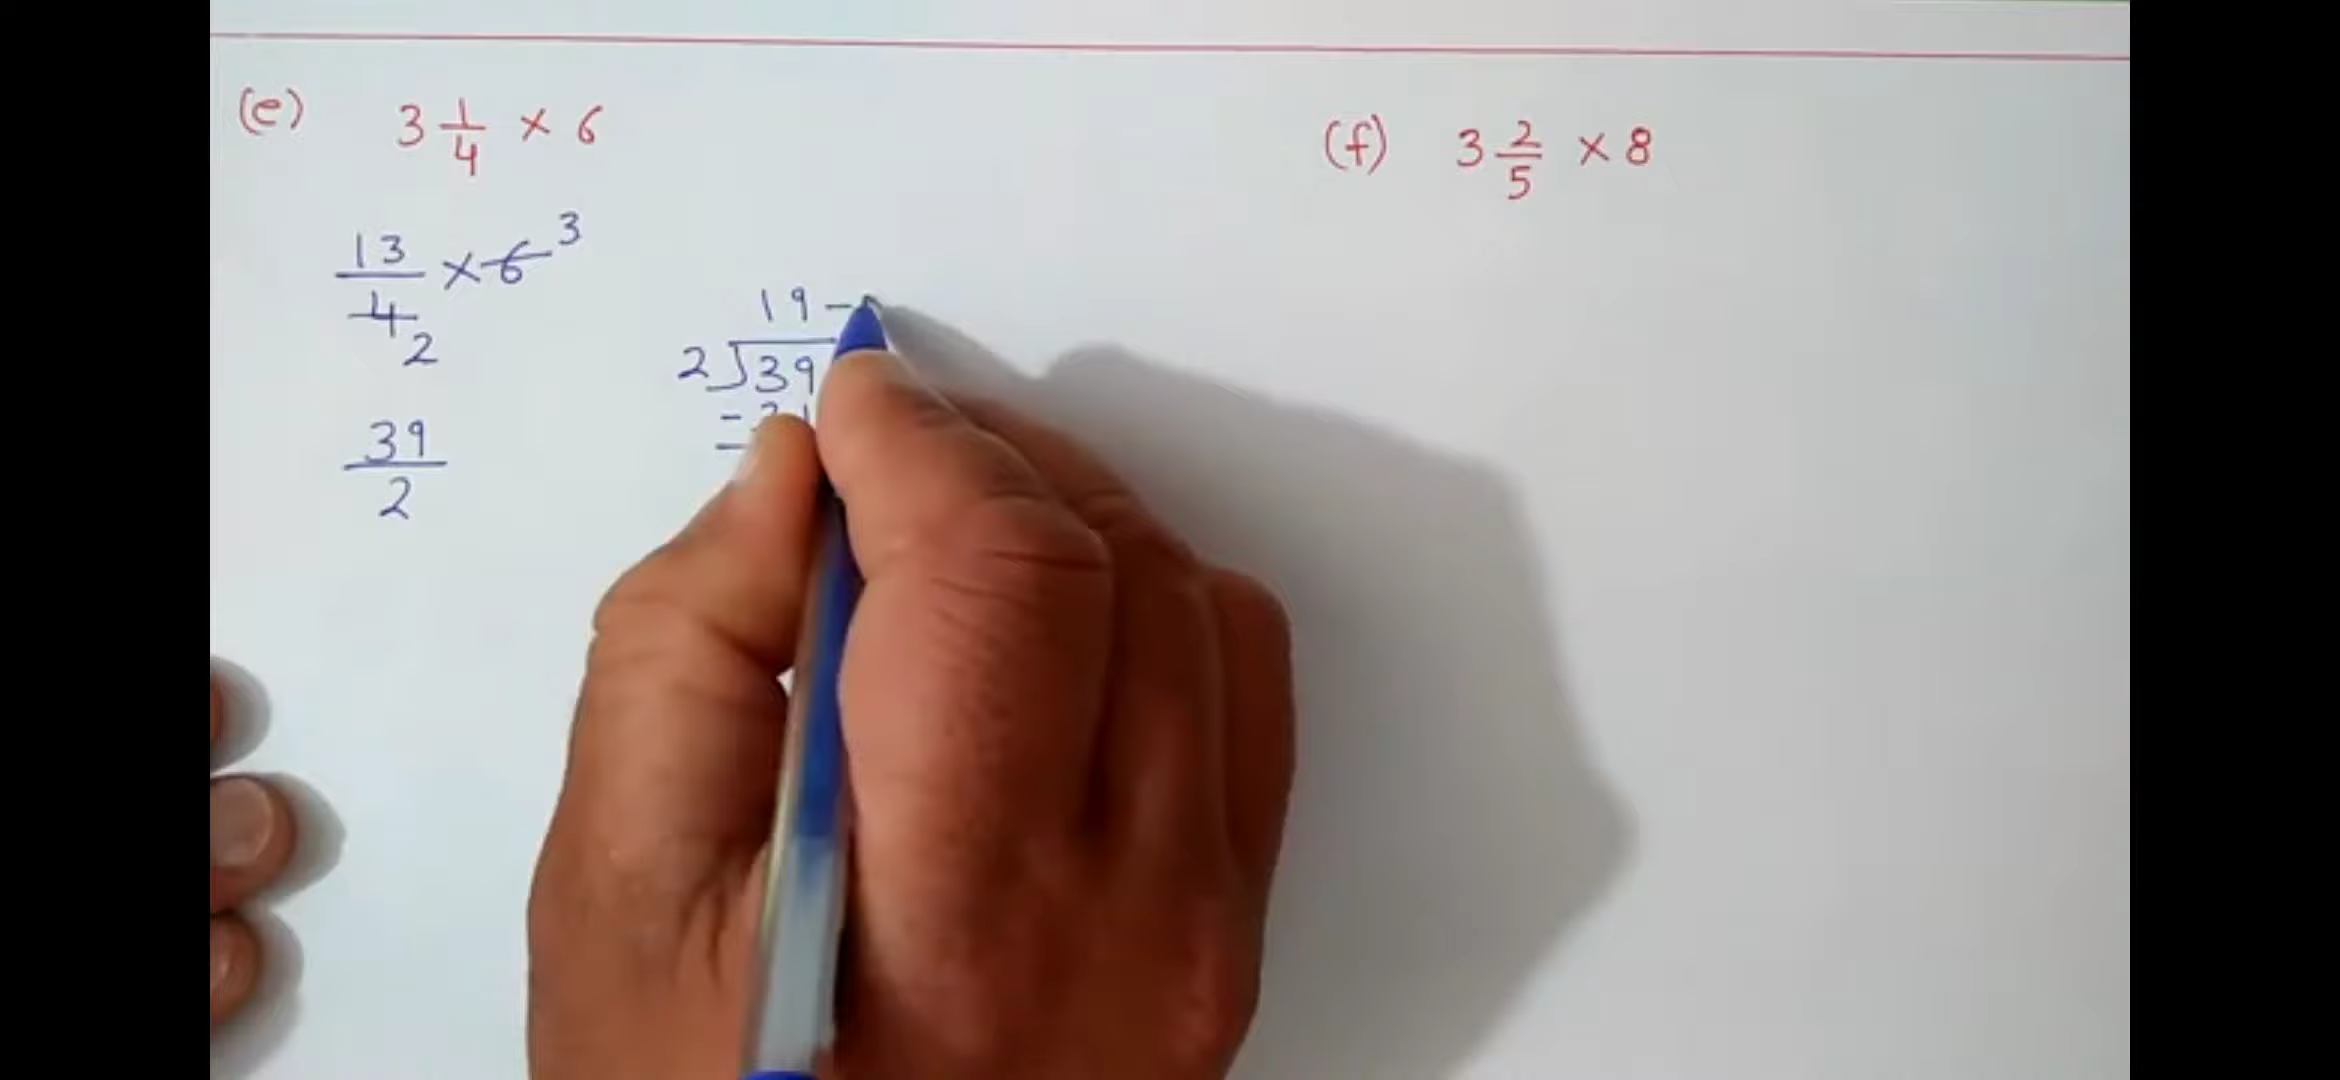 (e) 3 1/4 × 6
13/4 × 6 3
2
39/2
19 -
2 39
(f) 3 2/5 × 8